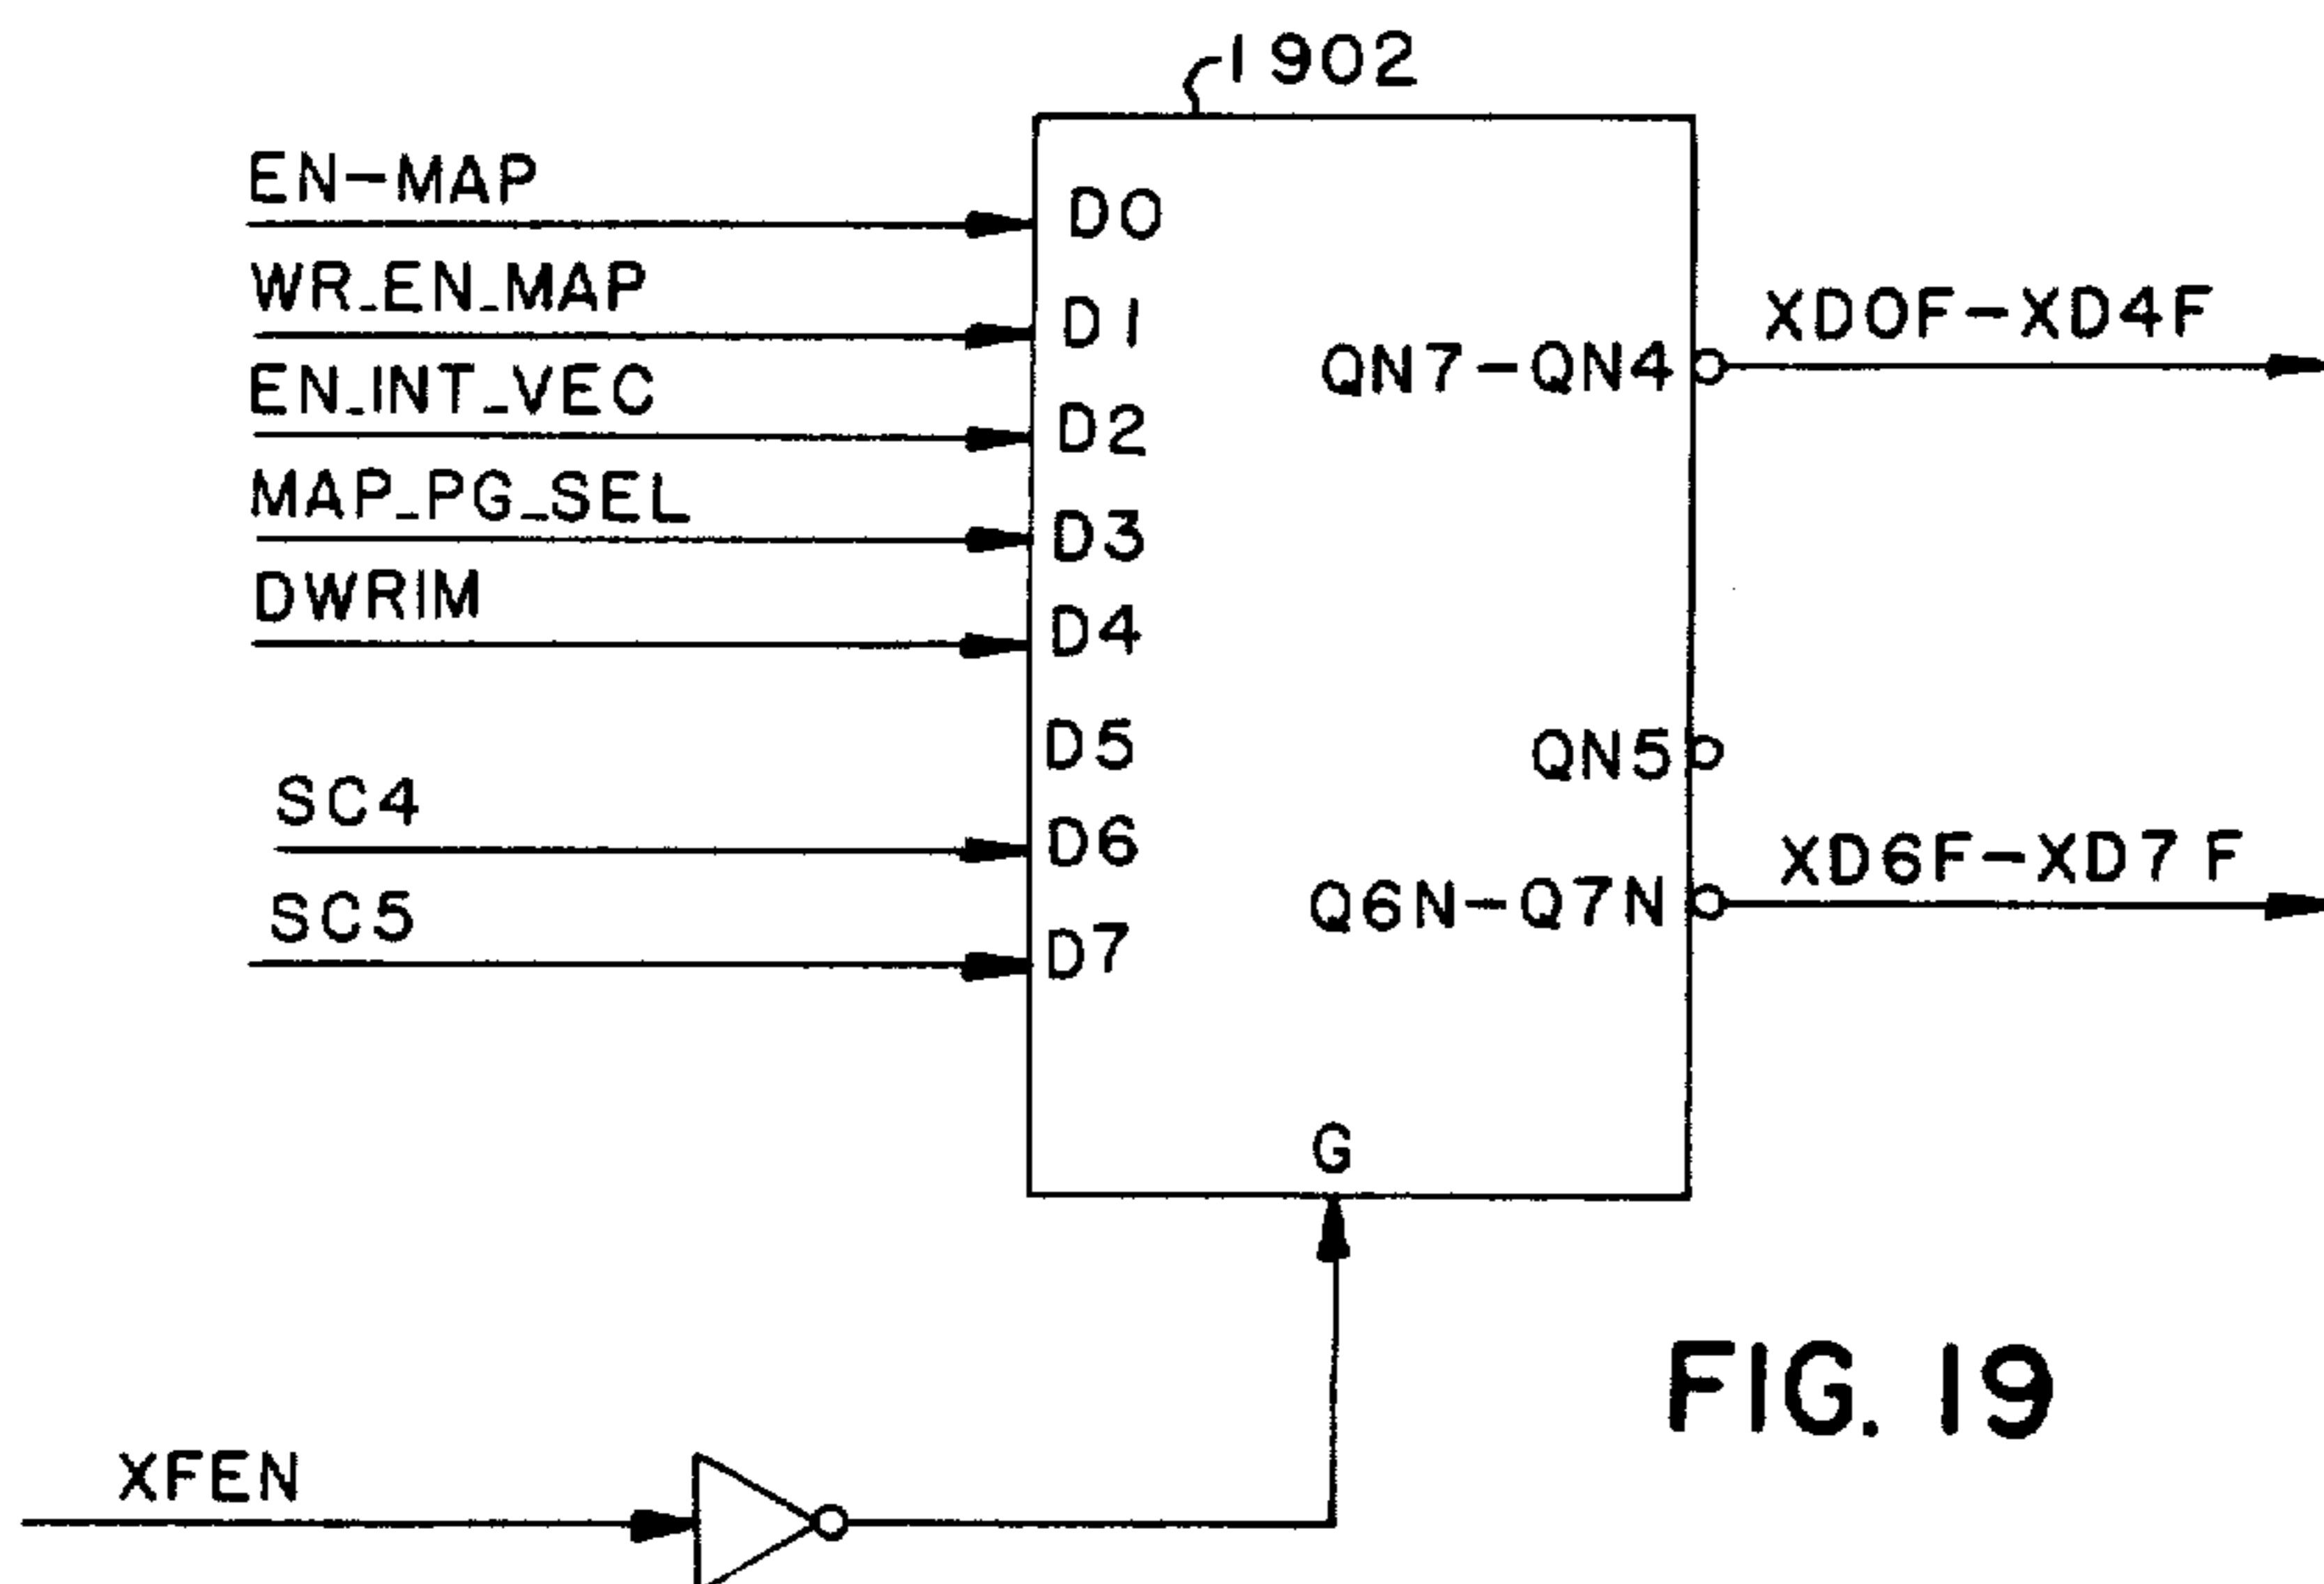 1902
EN-MAP
D0
WR_EN_MAP
D1
XD0F-XD4F
QN7-QN4
EN_INT_VEC
D2
MAP_PG_SEL
D3
DWRIM
D4
D5
QN5
SC4
D6
XD6F-XD7F
Q6N-Q7N
SC5
D7
G
FIG. 19
XFEN